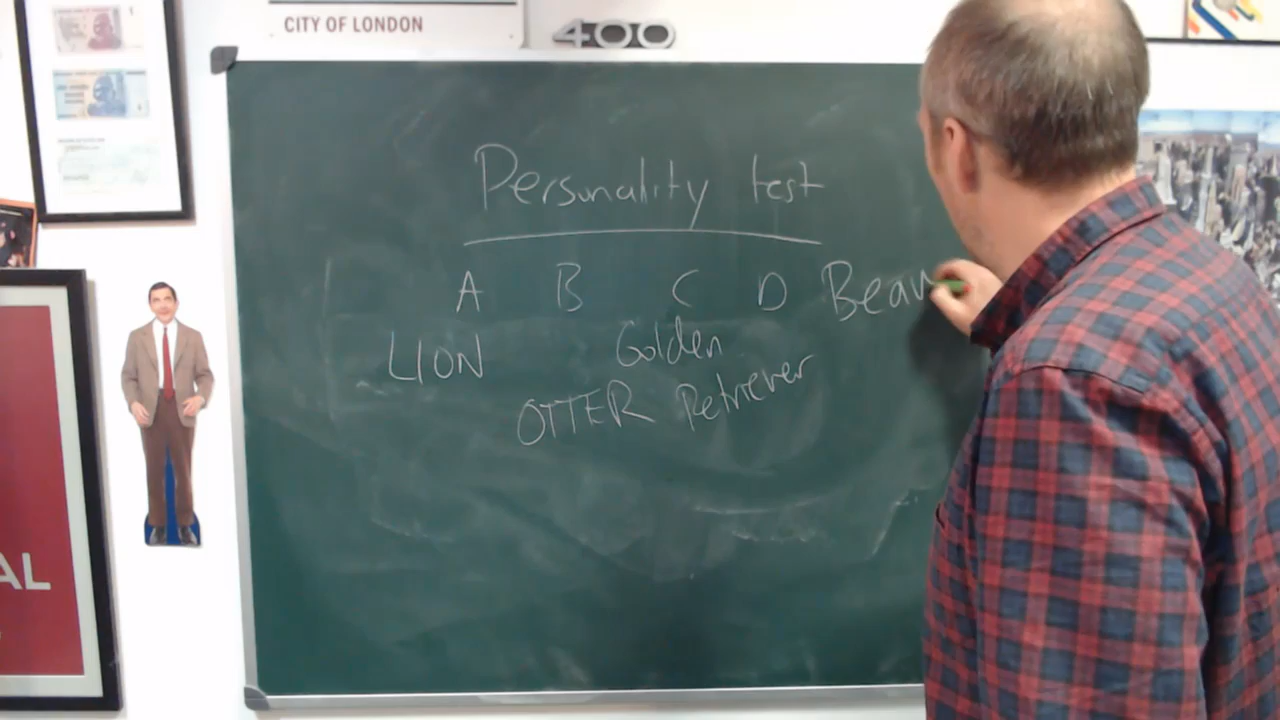 CITY OF LONDON
400
Personality test
A B C D Beav
LION Golden
OTTER Retriever
AL